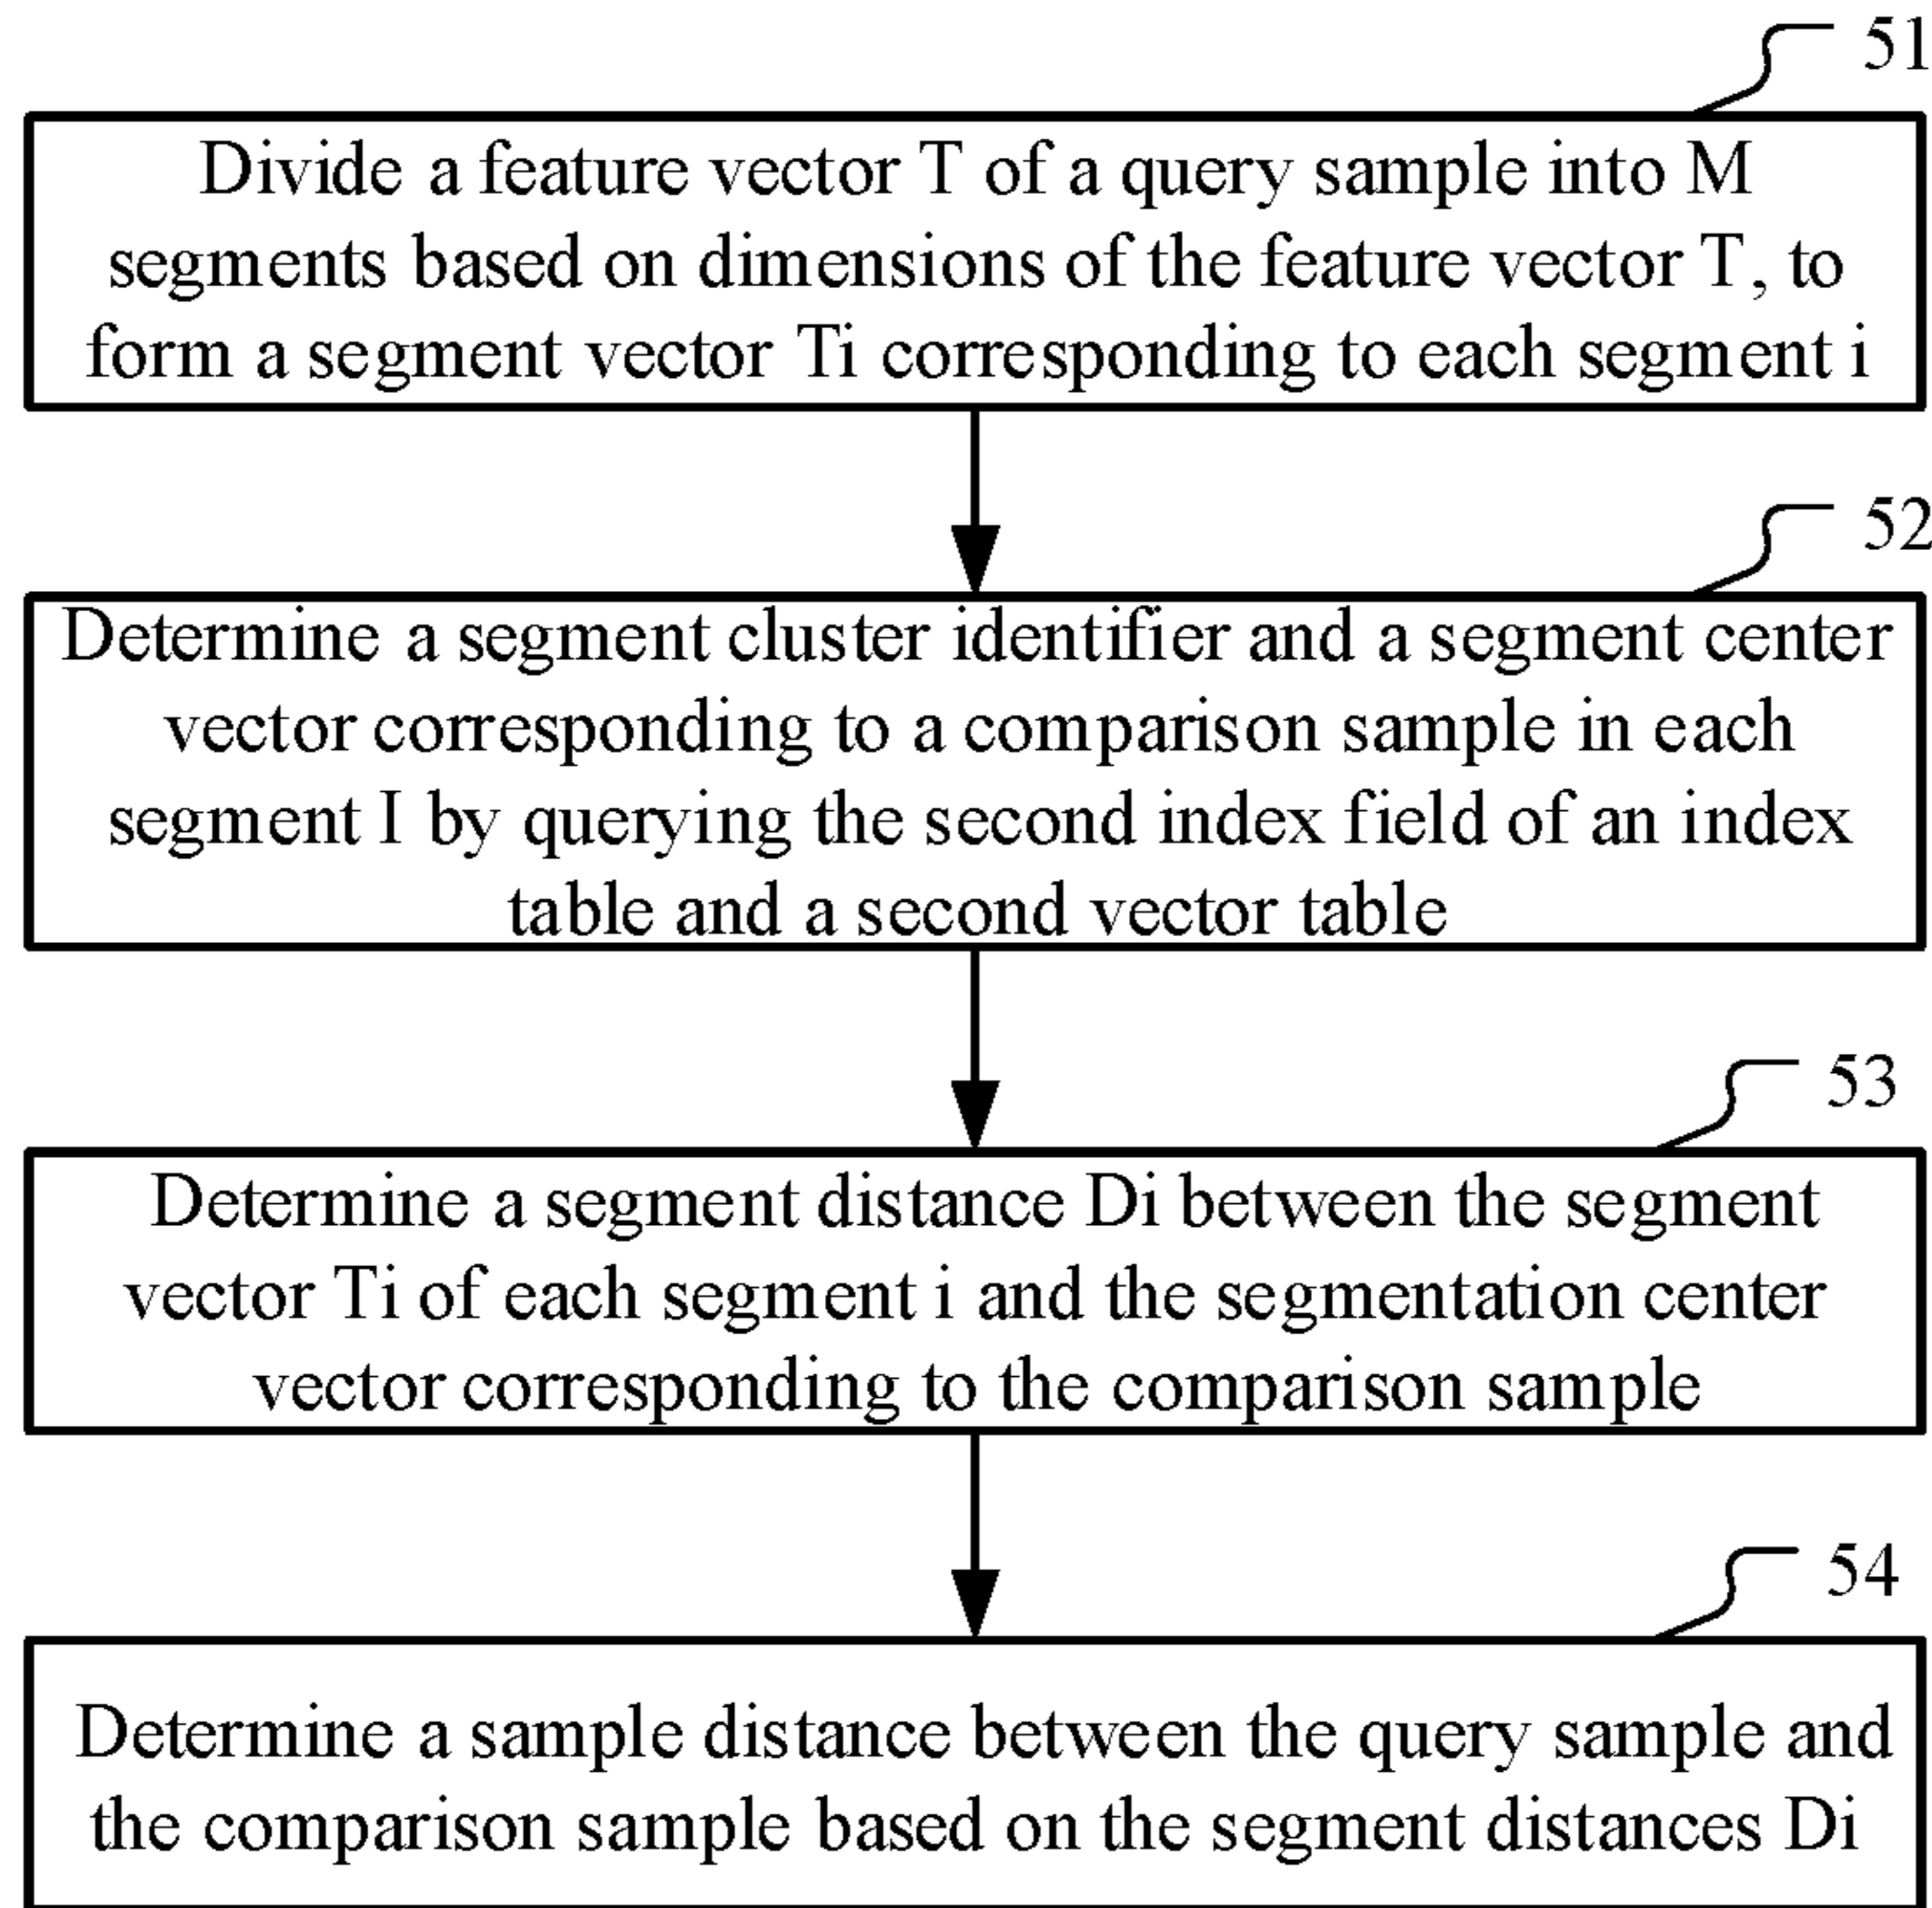 51
Divide a feature vector T of a query sample into M
segments based on dimensions of the feature vector T, to
form a segment vector Ti corresponding to each segment i
52
Determine a segment cluster identifier and a segment center
vector corresponding to a comparison sample in each
segment I by querying the second index field of an index
table and a second vector table
53
Determine a segment distance Di between the segment
vector Ti of each segment i and the segmentation center
vector corresponding to the comparison sample
54
Determine a sample distance between the query sample and
the comparison sample based on the segment distances Di